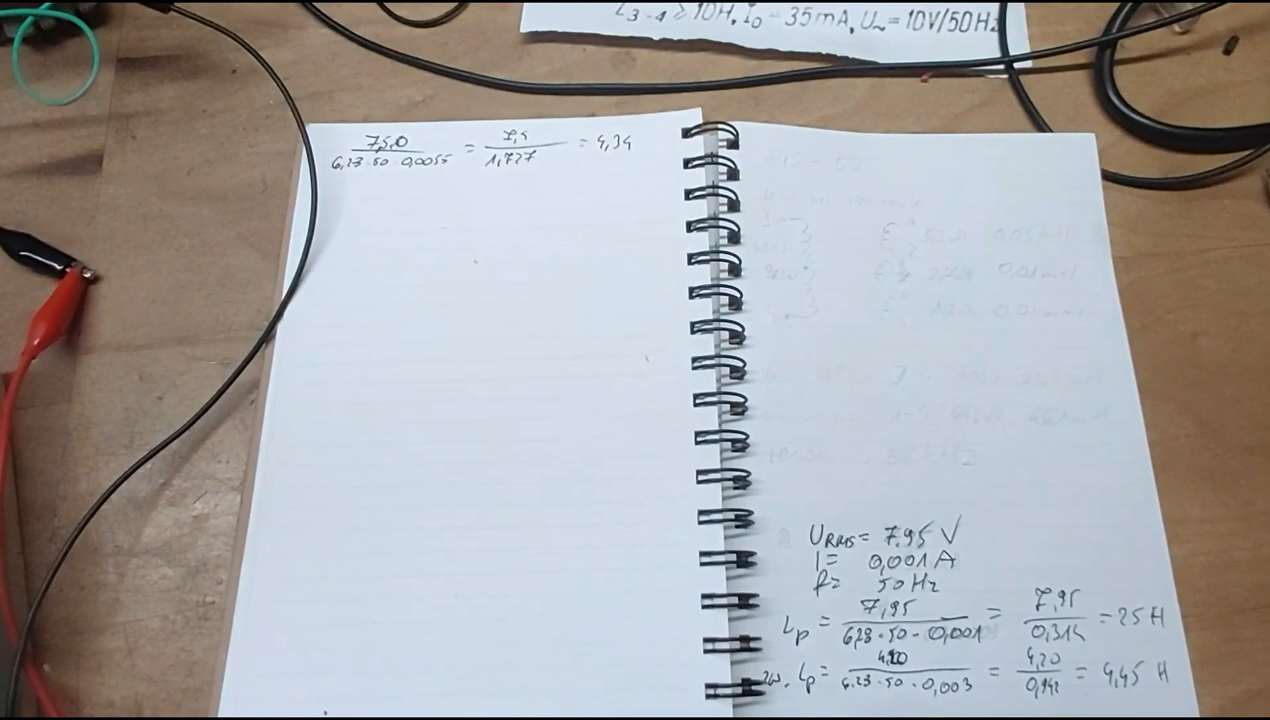 L3-4 ≥ 10H, I0 - 35mA, U~ = 10V/50Hz
7,50 / 6,23·50·0,0055 = 7,5 / 1,727 = 4,34
URMS = 7.95 V
I = 0,001 A
f = 50 Hz
Lp = 7,95 / 6,28·50·0,001 = 7,95 / 0,314 = 25 H
Lp = 4,20 / 6.23·50·0,003 = 4,20 / 0,942 = 4,45 H